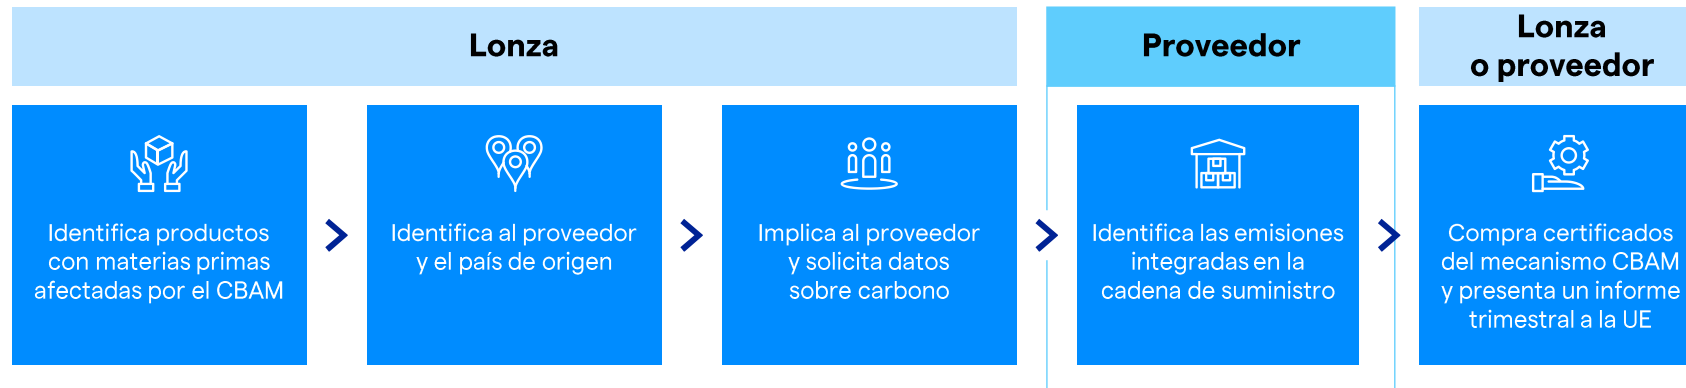 Lonza
Proveedor
Lonza
o proveedor
Identifica productos
con materias primas
afectadas por el CBAM
Identifica al proveedor
y el país de origen
Implica al proveedor
y solicita datos
sobre carbono
Identifica las emisiones
integradas en la
cadena de suministro
Compra certificados
del mecanismo CBAM
y presenta un informe
trimestral a la UE